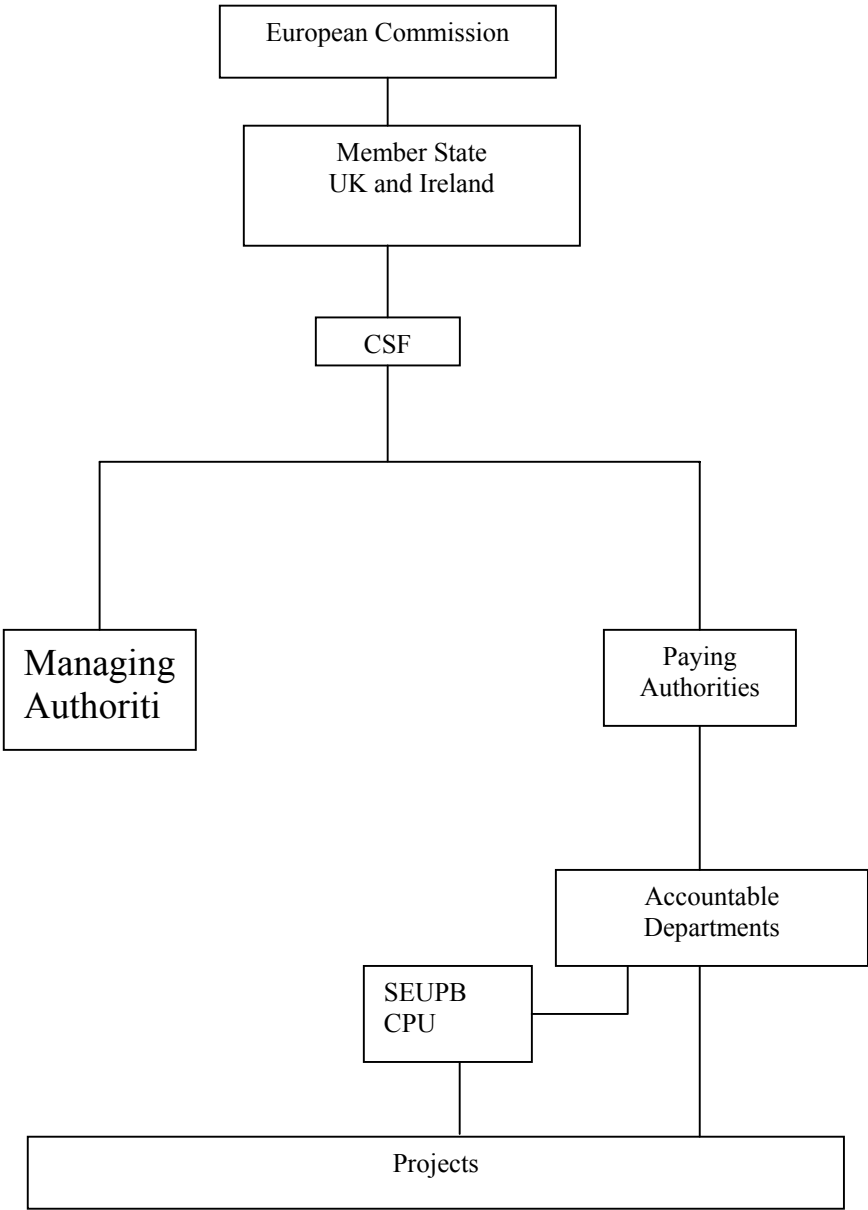 European Commission
Member State
UK and Ireland
CSF
Managing
Authoriti
Paying
Authorities
Accountable
Departments
SEUPB
CPU
Projects